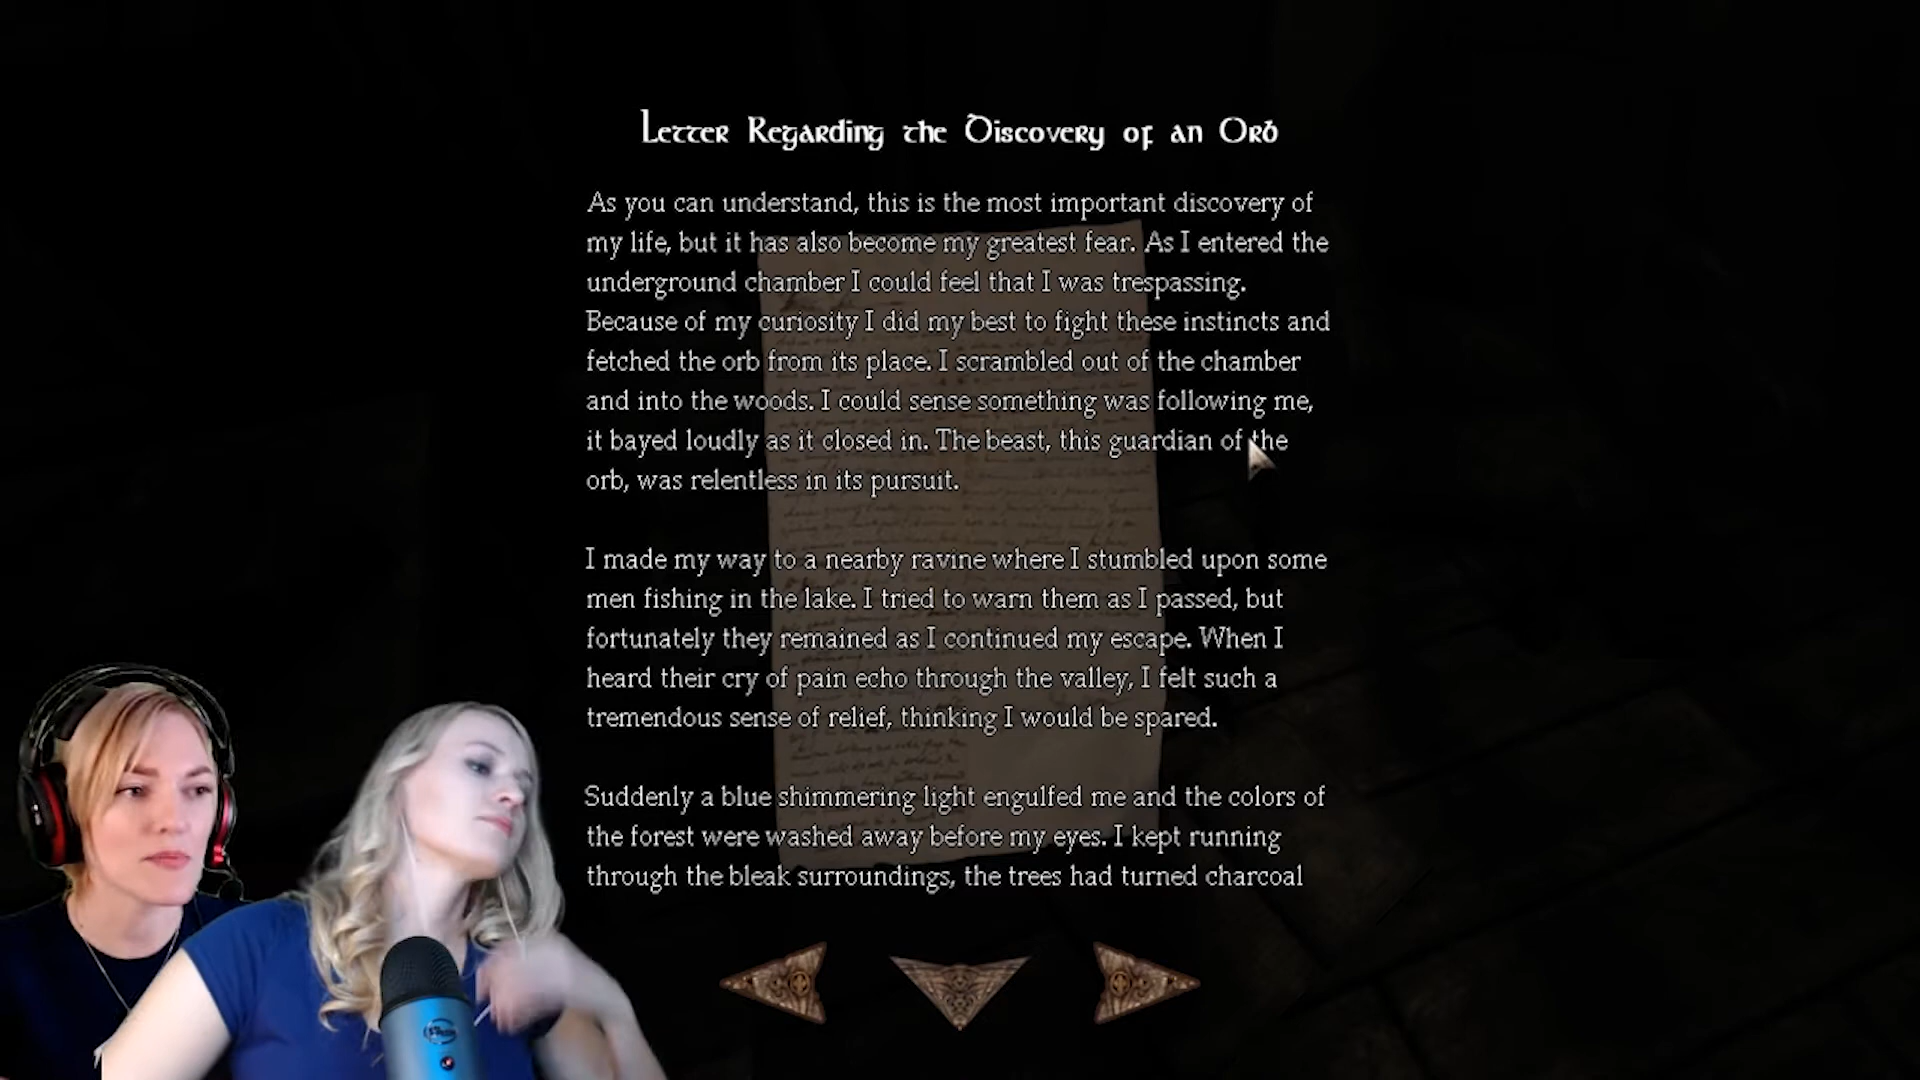 Letter Regarding the Discovery of an Orb
As you can understand, this is the most important discovery of
my life, but it has also become my greatest fear. As I entered the
underground chamber I could feel that I was trespassing.
Because of my curiosity I did my best to fight these instincts and
fetched the orb from its place. I scrambled out of the chamber
and into the woods. I could sense something was following me,
it bayed loudly as it closed in. The beast, this guardian of the
orb, was relentless in its pursuit.
I made my way to a nearby ravine where I stumbled upon some
men fishing in the lake. I tried to warn them as I passed, but
fortunately they remained as I continued my escape. When I
heard their cry of pain echo through the valley, I felt such a
tremendous sense of relief, thinking I would be spared.
Suddenly a blue shimmering light engulfed me and the colors of
the forest were washed away before my eyes. I kept running
through the bleak surroundings, the trees had turned charcoal